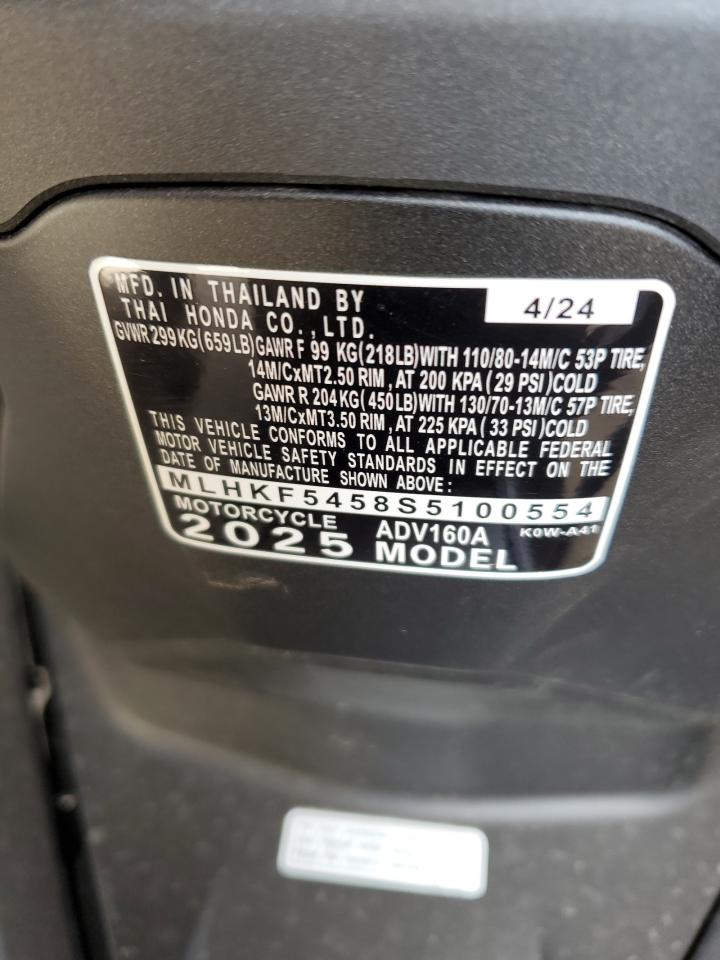 MFD. IN THAILAND BY
THAI HONDA CO., LTD.
4/24
GVWR 299 KG (659 LB) GAWR F 99 KG (218 LB) WITH 110/80-14M/C 53P TIRE,
14M/CxMT2.50 RIM, AT 200 KPA (29 PSI) COLD
GAWR R 204 KG (450 LB) WITH 130/70-13M/C 57P TIRE,
13M/CxMT3.50 RIM, AT 225 KPA (33 PSI) COLD
THIS VEHICLE CONFORMS TO ALL APPLICABLE FEDERAL
MOTOR VEHICLE SAFETY STANDARDS IN EFFECT ON THE
DATE OF MANUFACTURE SHOWN ABOVE:
MLHKF5458S5100554
MOTORCYCLE ADV160A K0W-A41
2025 MODEL